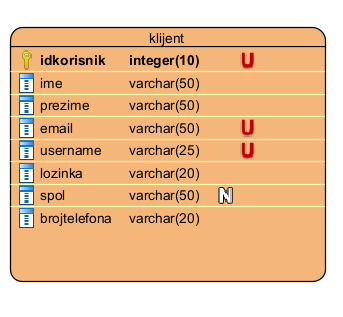 klijent
idkorisnik integer(10) U
ime varchar(50)
prezime varchar(50)
email varchar(50) U
username varchar(25) U
lozinka varchar(20)
spol varchar(50) N
brojtelefona varchar(20)